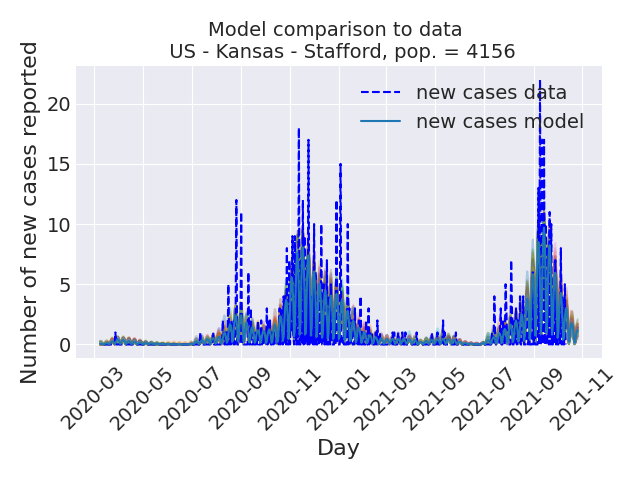 Model comparison to data
US - Kansas - Stafford, pop. = 4156
Number of new cases reported
20
15
10
5
0
new cases data
new cases model
2020-03
2020-05
2020-07
2020-09
2020-11
2021-01
2021-03
2021-05
2021-07
2021-09
2021-11
Day